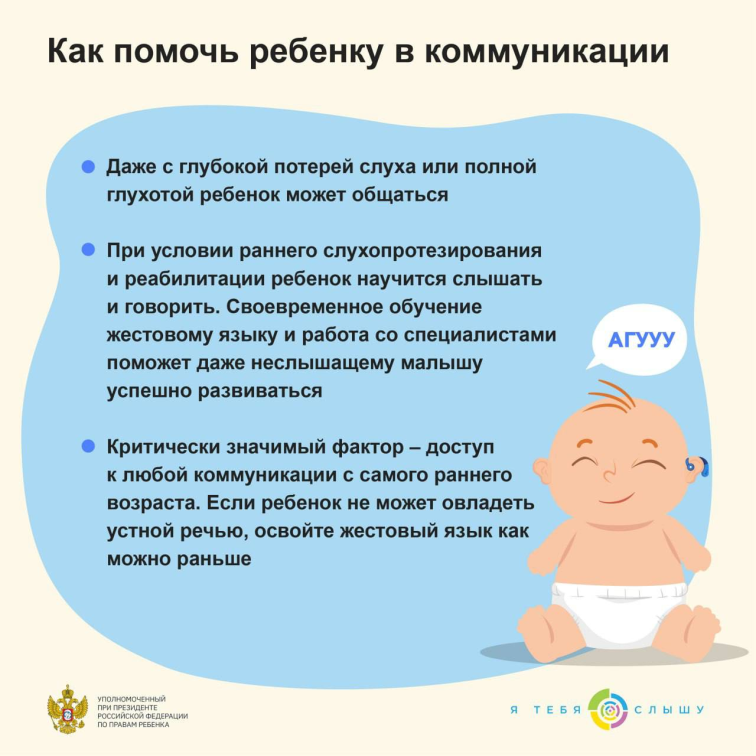 Как помочь ребенку в коммуникации
Даже с глубокой потерей слуха или полной
глухотой ребенок может общаться
При условии раннего слухопротезирования
и реабилитации ребенок научится слышать
и говорить. Своевременное обучение
жестовому языку и работа со специалистами
поможет даже неслышащему малышу
успешно развиваться
АГУУУ
Критически значимый фактор – доступ
к любой коммуникации с самого раннего
возраста. Если ребенок не может овладеть
устной речью, освойте жестовый язык как
можно раньше
УПОЛНОМОЧЕННЫЙ
ПРИ ПРЕЗИДЕНТЕ
РОССИЙСКОЙ ФЕДЕРАЦИИ
ПО ПРАВАМ РЕБЕНКА
Я ТЕБЯ СЛЫШУ